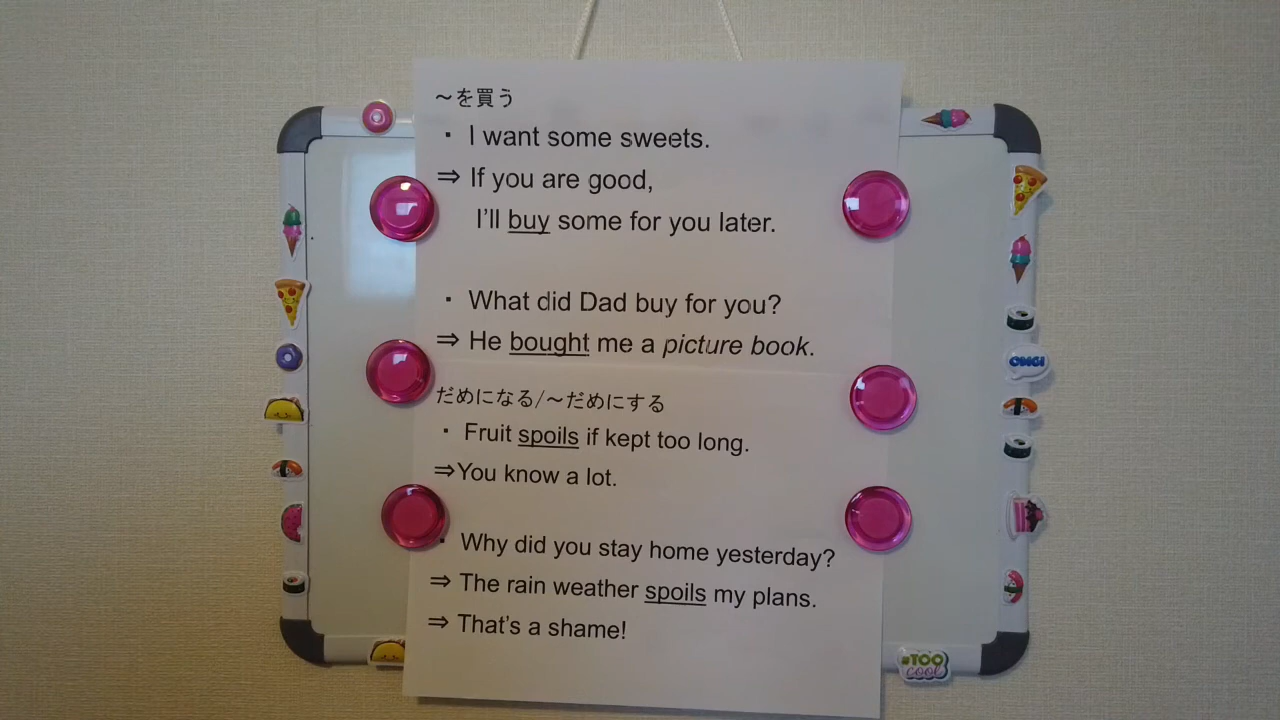 ～を買う
・ I want some sweets.
⇒ If you are good,
I'll buy some for you later.
・ What did Dad buy for you?
⇒ He bought me a picture book.
だめになる/～だめにする
・ Fruit spoils if kept too long.
⇒You know a lot.
・ Why did you stay home yesterday?
⇒ The rain weather spoils my plans.
⇒ That's a shame!
OMG!
#TOO
cool